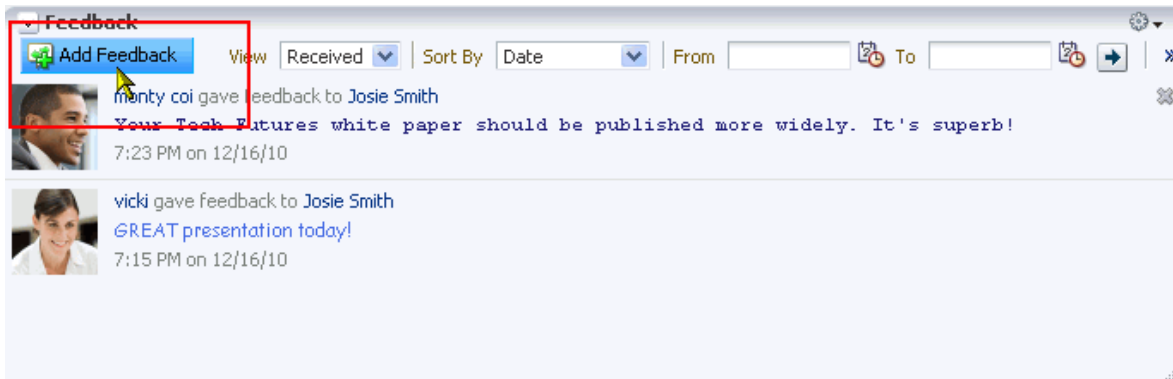 Feedback
Add Feedback View Received Sort By Date From To
monty coi gave feedback to Josie Smith
Your Tech Futures white paper should be published more widely. It's superb!
7:23 PM on 12/16/10
vicki gave feedback to Josie Smith
GREAT presentation today!
7:15 PM on 12/16/10